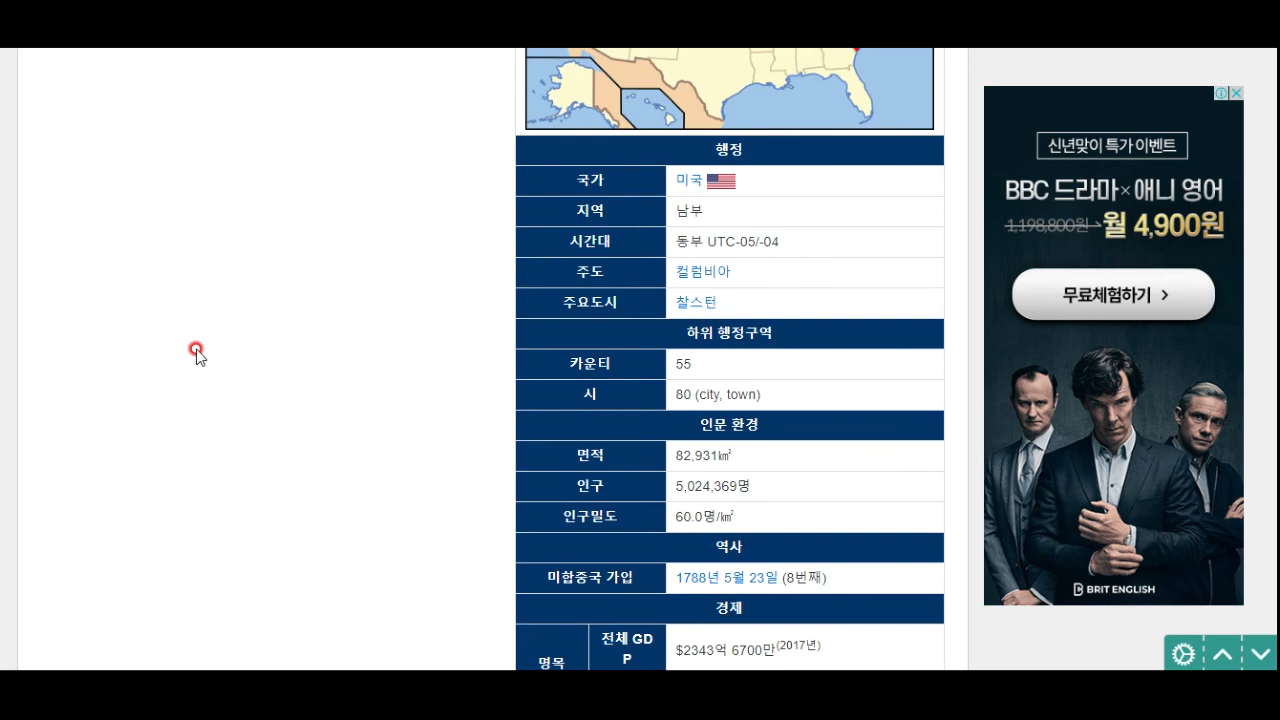 행정
국가 미국
지역 남부
시간대 동부 UTC-05/-04
주도 컬럼비아
주요도시 찰스턴
하위 행정구역
카운티 55
시 80 (city, town)
인문 환경
면적 82,931㎢
인구 5,024,369명
인구밀도 60.0명/㎢
역사
미합중국 가입 1788년 5월 23일 (8번째)
경제
명목
전체 GD
P
$2343억 6700만(2017년)
신년맞이 특가 이벤트
BBC 드라마×애니 영어
1,198,800원→월 4,900원
무료체험하기 >
BRIT ENGLISH